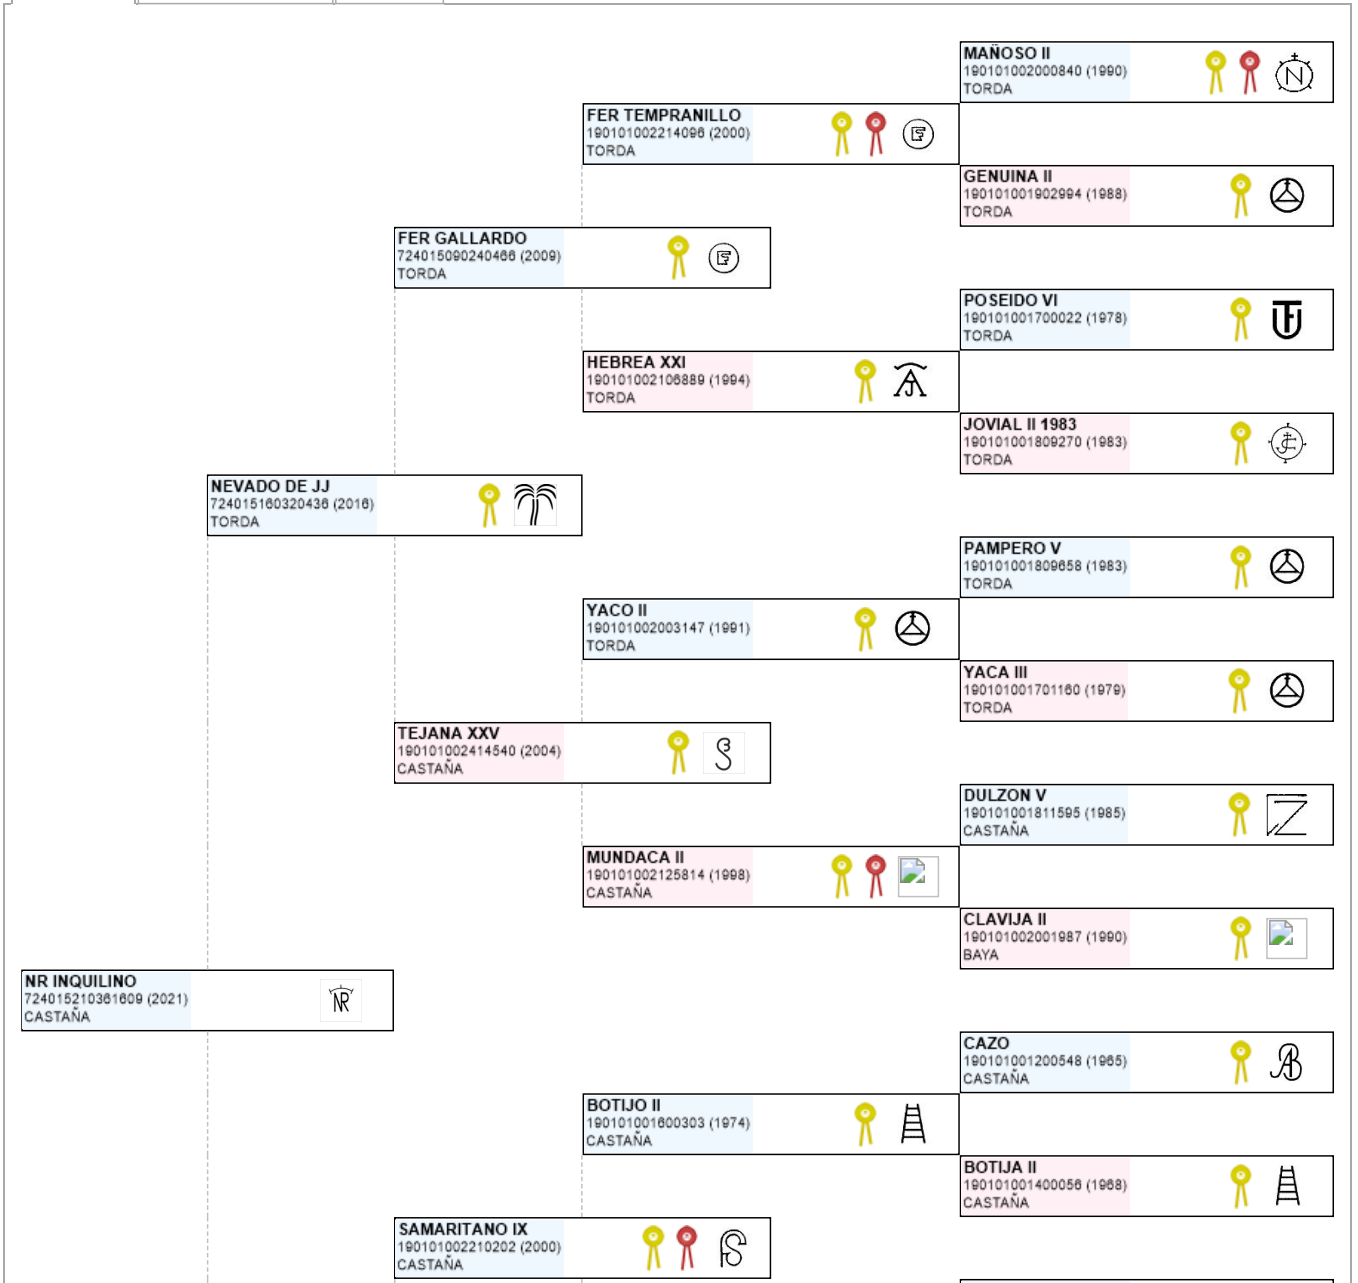 MAÑOSO II
190101002000840 (1990)
TORDA
FER TEMPRANILLO
190101002214096 (2000)
TORDA
GENUINA II
190101001902994 (1988)
TORDA
FER GALLARDO
724015090240466 (2009)
TORDA
POSEIDO VI
190101001700022 (1978)
TORDA
HEBREA XXI
190101002106889 (1994)
TORDA
JOVIAL II 1983
190101001809270 (1983)
TORDA
NEVADO DE JJ
724015160320436 (2016)
TORDA
PAMPERO V
190101001809658 (1983)
TORDA
YACO II
190101002003147 (1991)
TORDA
YACA III
190101001701160 (1979)
TORDA
TEJANA XXV
190101002414540 (2004)
CASTAÑA
DULZON V
190101001811595 (1985)
CASTAÑA
MUNDACA II
190101002125814 (1998)
CASTAÑA
CLAVIJA II
190101002001987 (1990)
BAYA
NR INQUILINO
724015210361609 (2021)
CASTAÑA
NR
CAZO
190101001200548 (1965)
CASTAÑA
BOTIJO II
190101001600303 (1974)
CASTAÑA
BOTIJA II
190101001400056 (1968)
CASTAÑA
SAMARITANO IX
190101002210202 (2000)
CASTAÑA